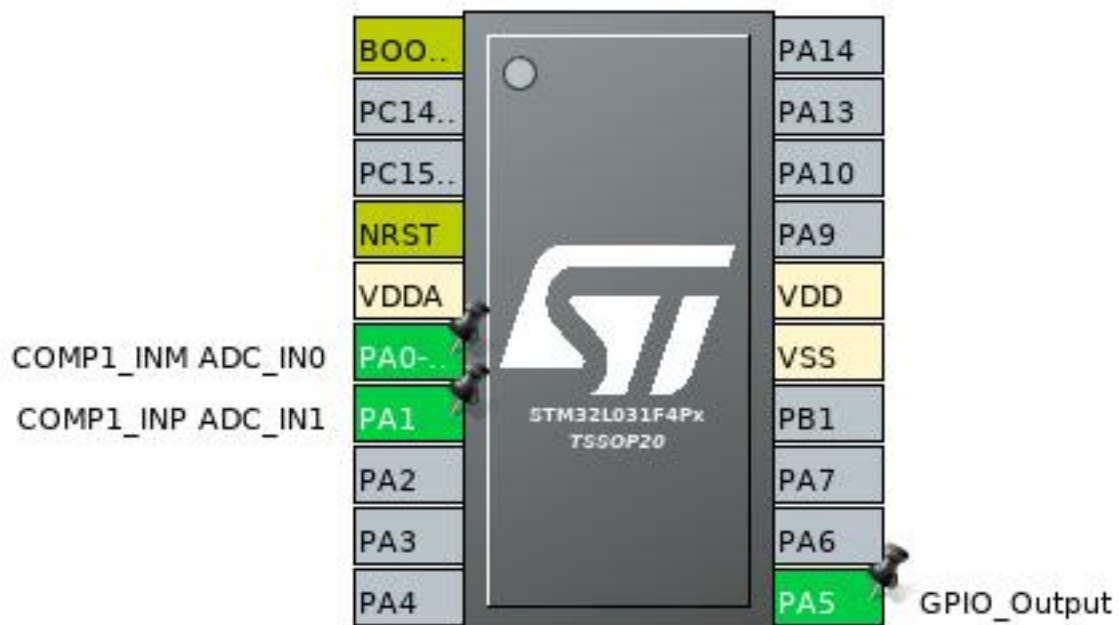 BOO..
PC14..
PC15..
NRST
VDDA
COMP1_INM ADC_IN0 PA0-..
COMP1_INP ADC_IN1 PA1
PA2
PA3
PA4
ST
STM32L031F4Px
TSSOP20
PA14
PA13
PA10
PA9
VDD
VSS
PB1
PA7
PA6
PA5 GPIO_Output